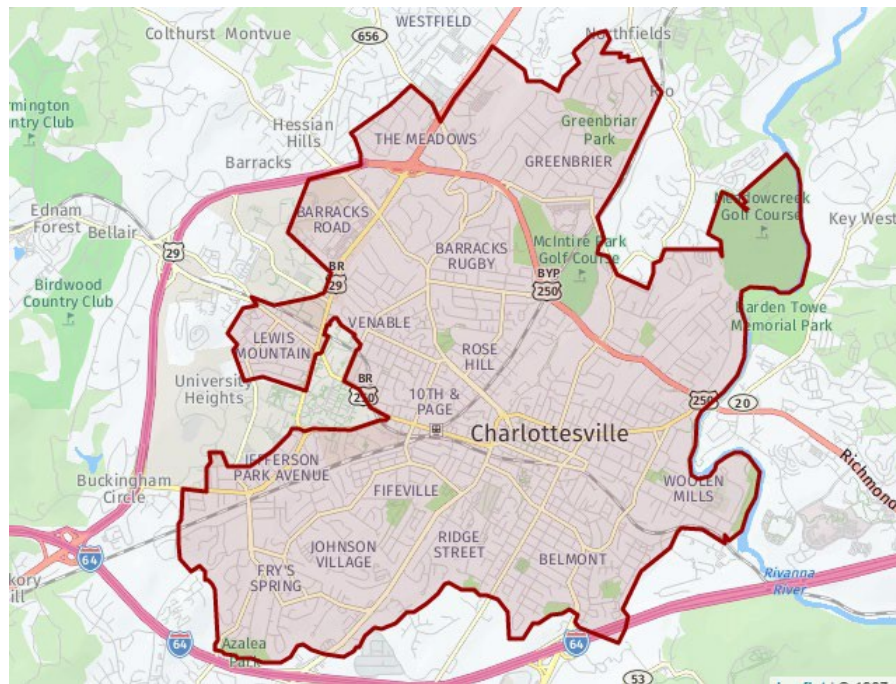 WESTFIELD
Colthurst
Montvue
656
Northfields
Rio
Greenbriar
Park
Hessian
Hills
THE MEADOWS
GREENBRIER
Barracks
Country Club
Meadowcreek
Golf Course
Key West
Ednam
Forest
Bellair
BARRACKS
ROAD
29
BARRACKS
RUGBY
McIntire Park
Golf Course
BYP
250
BR
29
Birdwood
Country Club
Darden Towe
Memorial Park
VENABLE
LEWIS
MOUNTAIN
ROSE
HILL
University
Heights
BR
250
10TH &
PAGE
250
20
Charlottesville
Richmond
JEFFERSON
PARK AVENUE
Buckingham
Circle
FIFEVILLE
WOOLEN
MILLS
64
JOHNSON
VILLAGE
RIDGE
STREET
FRY'S
SPRING
BELMONT
Rivanna
River
Azalea
Park
64
64
53